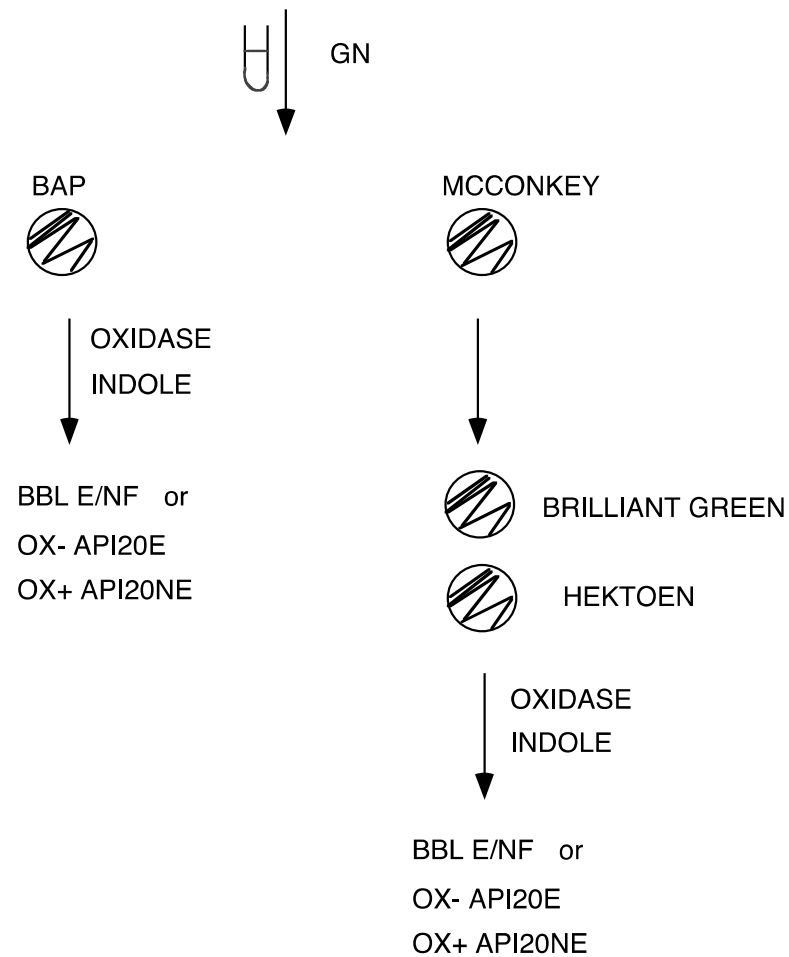 GN
BAP
MCCONKEY
OXIDASE
INDOLE
BBL E/NF or
OX- API20E
OX+ API20NE
BRILLIANT GREEN
HEKTOEN
OXIDASE
INDOLE
BBL E/NF or
OX- API20E
OX+ API20NE